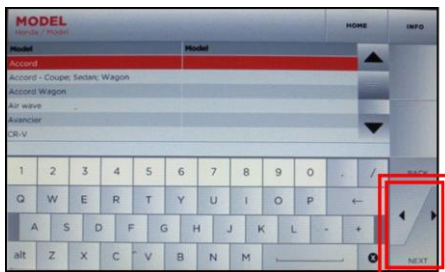 MODEL
Honda / Model
HOME
INFO
Model Model
Accord
Accord - Coupe; Sedan; Wagon
Accord Wagon
Air wave
Avancier
CR-V
1 2 3 4 5 6 7 8 9 0 . /
BACK
Q W E R T Y U I O P ←
A S D F G H J K L - +
alt Z X C V B N M
NEXT